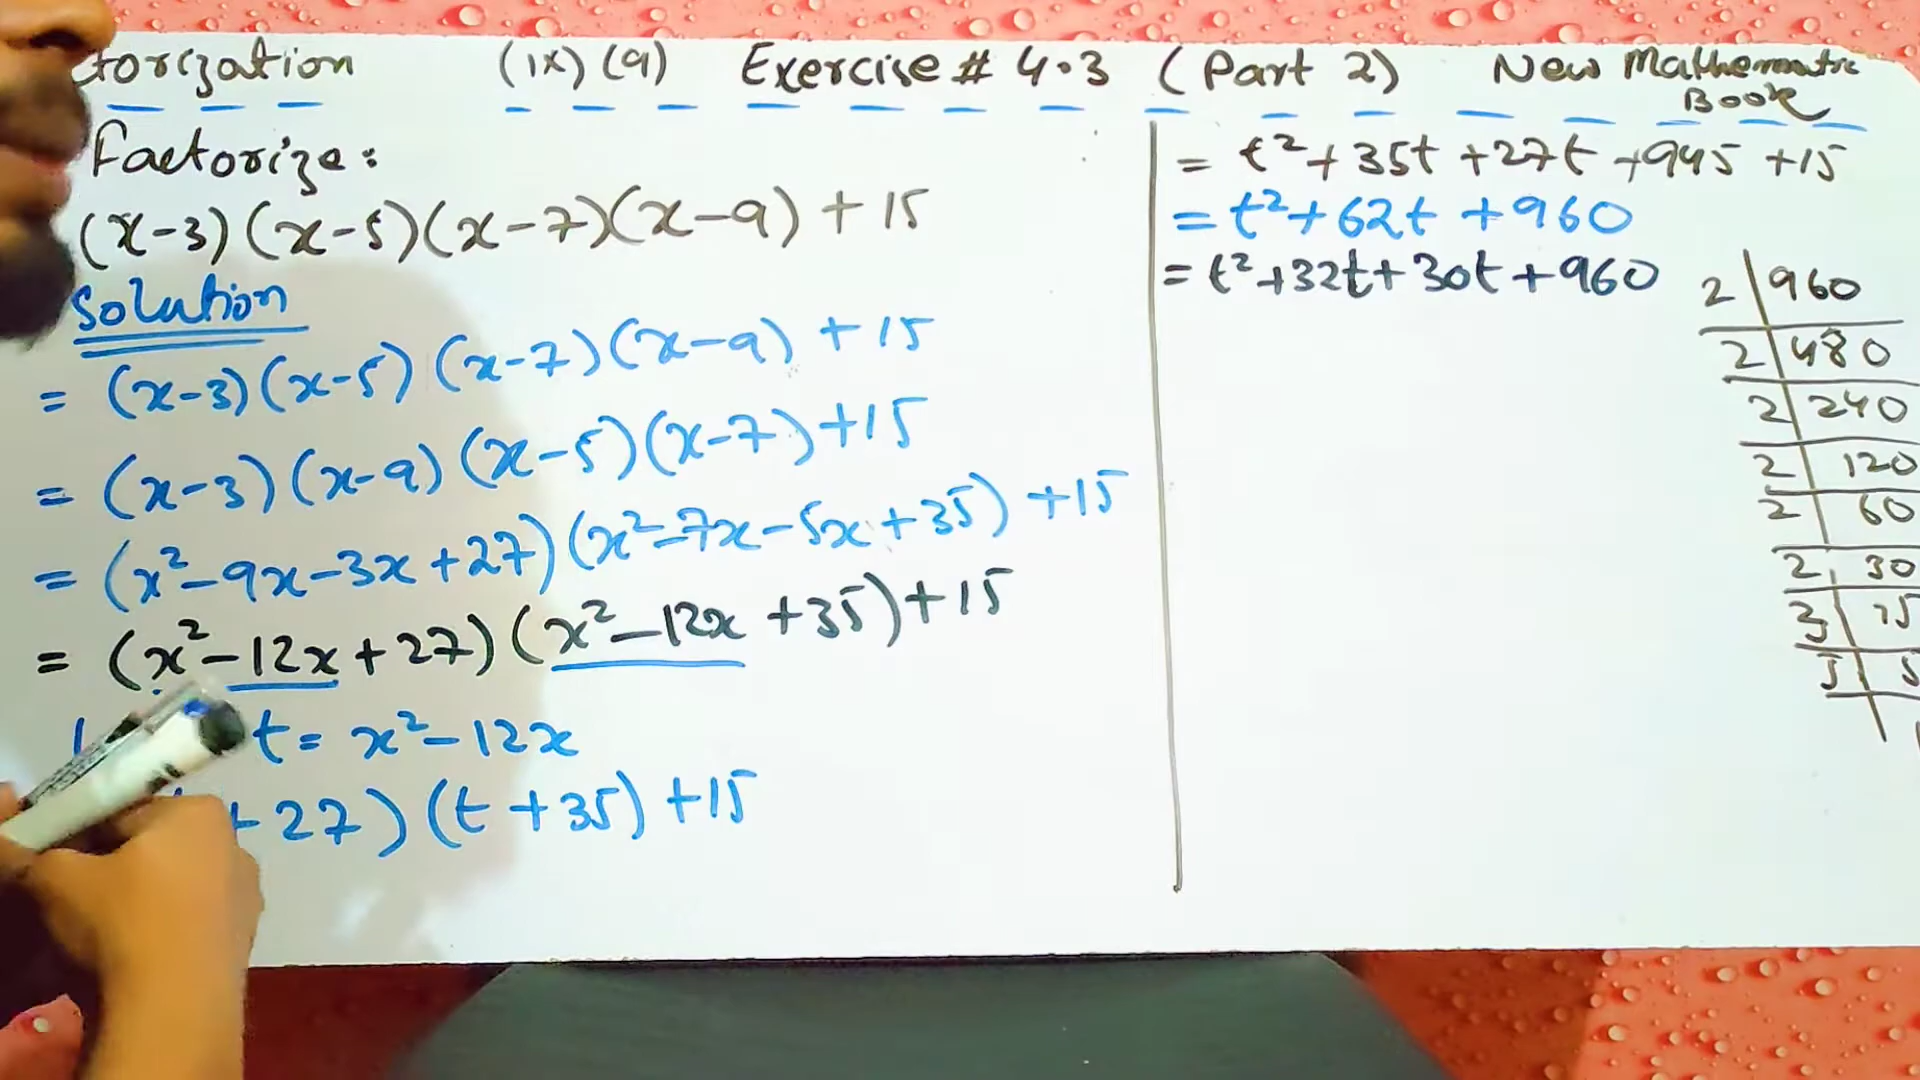 torization (ix) (9) Exercise # 4.3 (Part 2) New Mathematic Book
Factorize:
(x-3)(x-5)(x-7)(x-9) + 15
Solution
= (x-3)(x-5)(x-7)(x-9) + 15
= (x-3)(x-9)(x-5)(x-7)+15
= (x²-9x-3x+27)(x²-7x-5x+35)+15
= (x²-12x+27)(x²-12x+35)+15
t = x²-12x
+27)(t+35)+15
= t²+35t+27t+945+15
= t²+62t+960
= t²+32t+30t+960
2 | 960
2 | 480
2 | 240
2 | 120
2 | 60
2 | 30
3 | 15
5 | 5